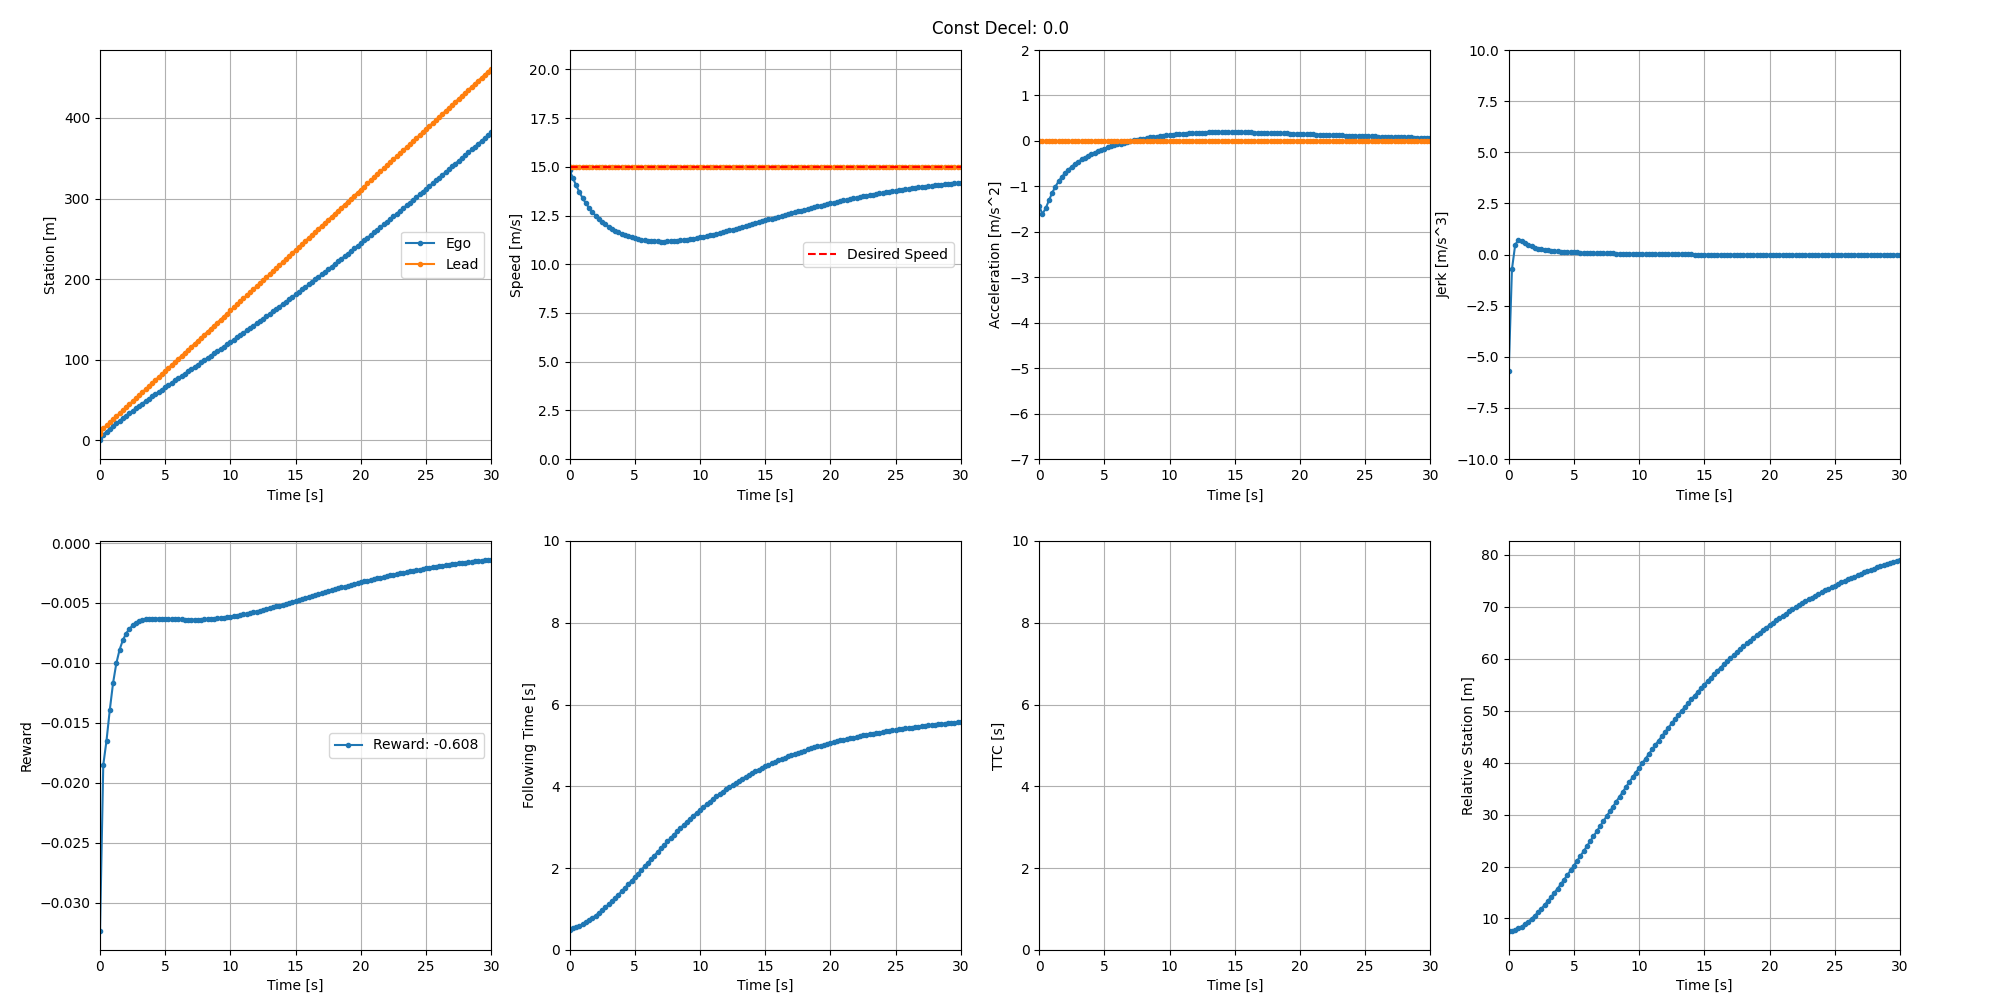 Const Decel: 0.0
Station [m]
400
300
200
100
0
Ego
Lead
0 5 10 15 20 25 30
Time [s]
Speed [m/s]
20.0
17.5
15.0
12.5
10.0
7.5
5.0
2.5
0.0
Desired Speed
0 5 10 15 20 25 30
Time [s]
Acceleration [m/s^2]
2
1
0
−1
−2
−3
−4
−5
−6
−7
0 5 10 15 20 25 30
Time [s]
Jerk [m/s^3]
10.0
7.5
5.0
2.5
0.0
−2.5
−5.0
−7.5
−10.0
0 5 10 15 20 25 30
Time [s]
Reward
0.000
−0.005
−0.010
−0.015
−0.020
−0.025
−0.030
Reward: -0.608
0 5 10 15 20 25 30
Time [s]
Following Time [s]
10
8
6
4
2
0
0 5 10 15 20 25 30
Time [s]
TTC [s]
10
8
6
4
2
0
0 5 10 15 20 25 30
Time [s]
Relative Station [m]
80
70
60
50
40
30
20
10
0 5 10 15 20 25 30
Time [s]